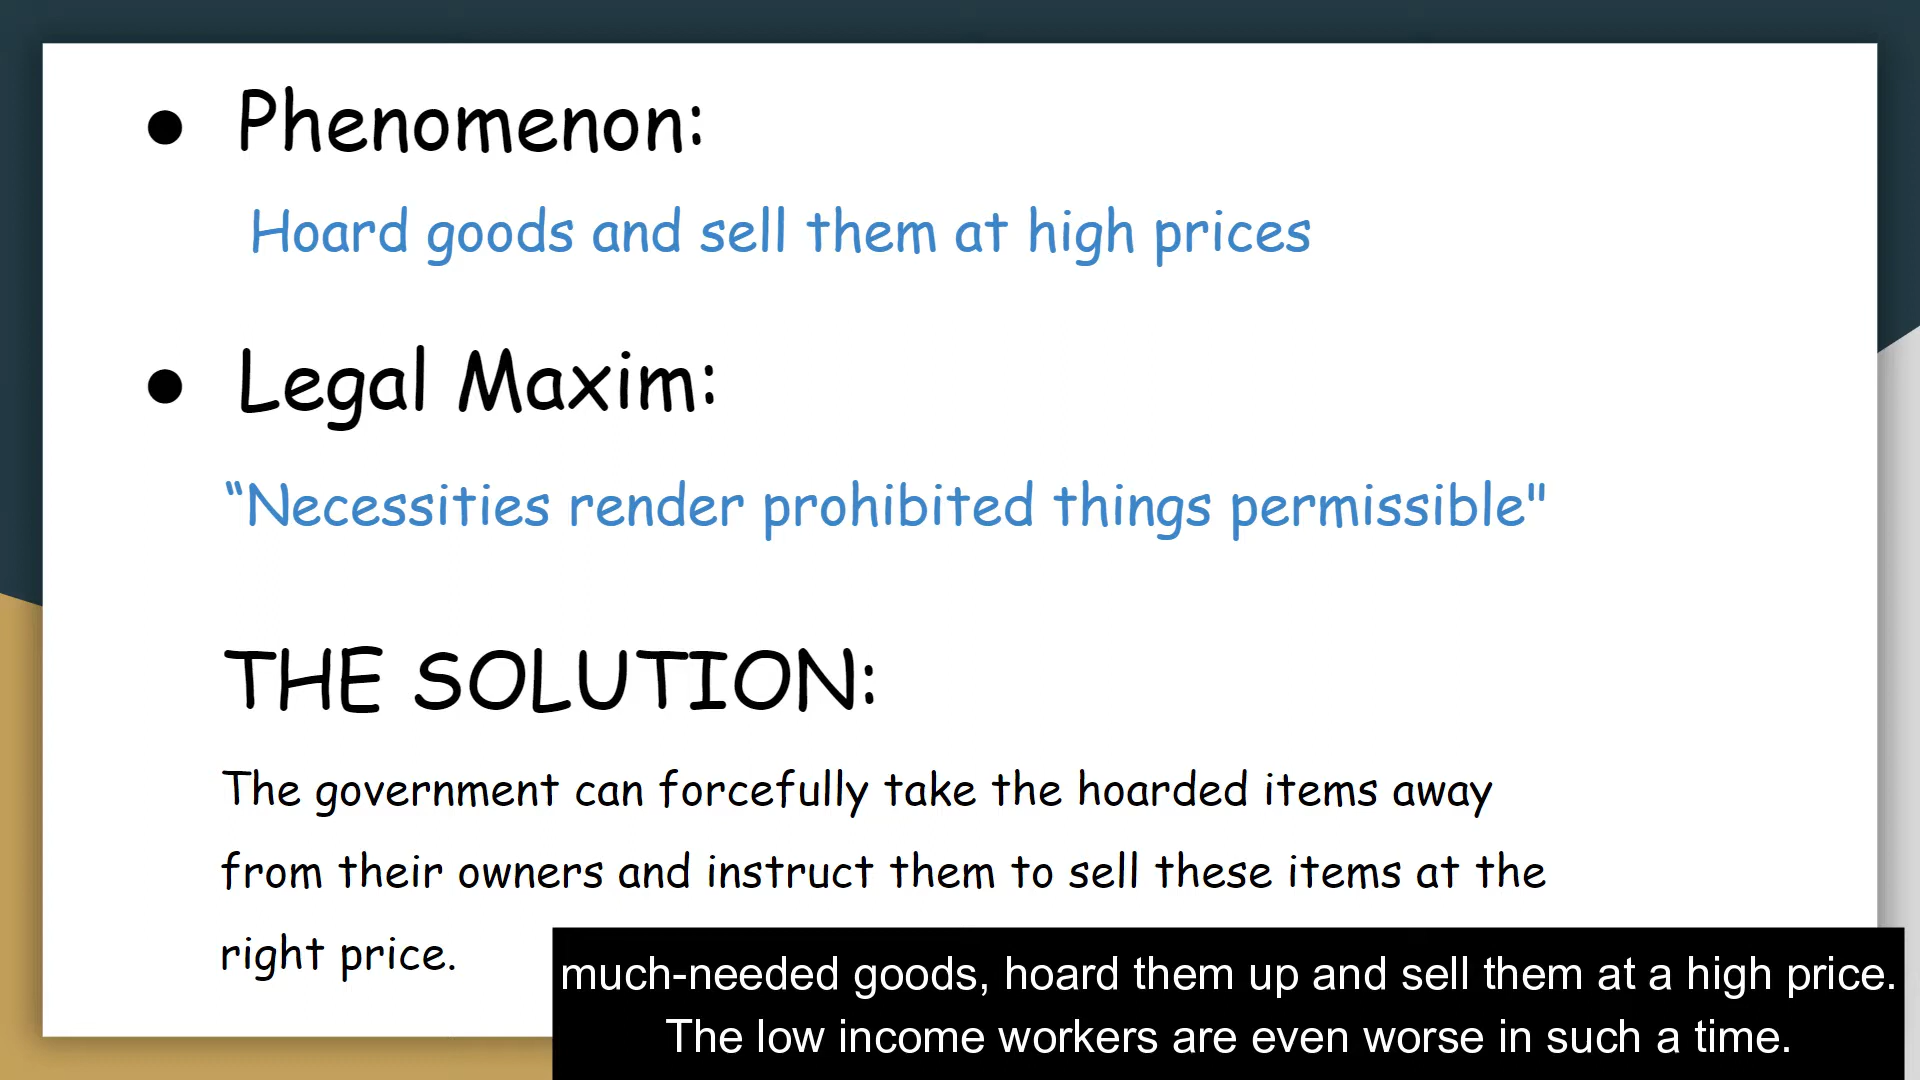 ● Phenomenon:
Hoard goods and sell them at high prices
● Legal Maxim:
“Necessities render prohibited things permissible"
THE SOLUTION:
The government can forcefully take the hoarded items away
from their owners and instruct them to sell these items at the
right price.
much-needed goods, hoard them up and sell them at a high price.
The low income workers are even worse in such a time.